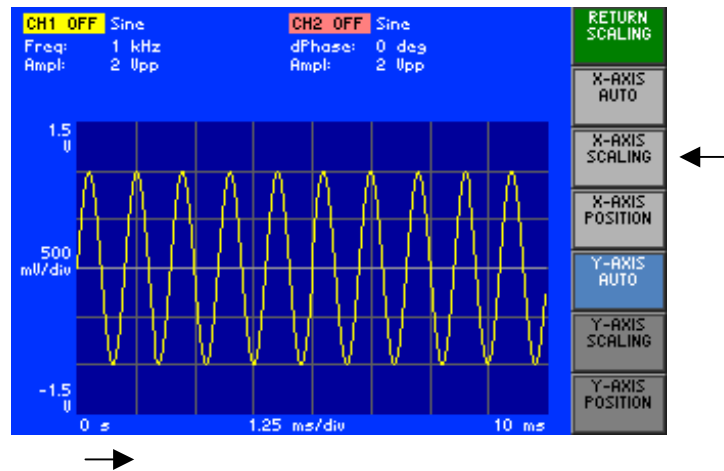 CH1 OFF Sine
Freq: 1 kHz
Ampl: 2 Vpp
CH2 OFF Sine
dPhase: 0 deg
Ampl: 2 Vpp
1.5
V
500
mV/div
-1.5
V
0 s
1.25 ms/div
10 ms
RETURN
SCALING
X-AXIS
AUTO
X-AXIS
SCALING
X-AXIS
POSITION
Y-AXIS
AUTO
Y-AXIS
SCALING
Y-AXIS
POSITION